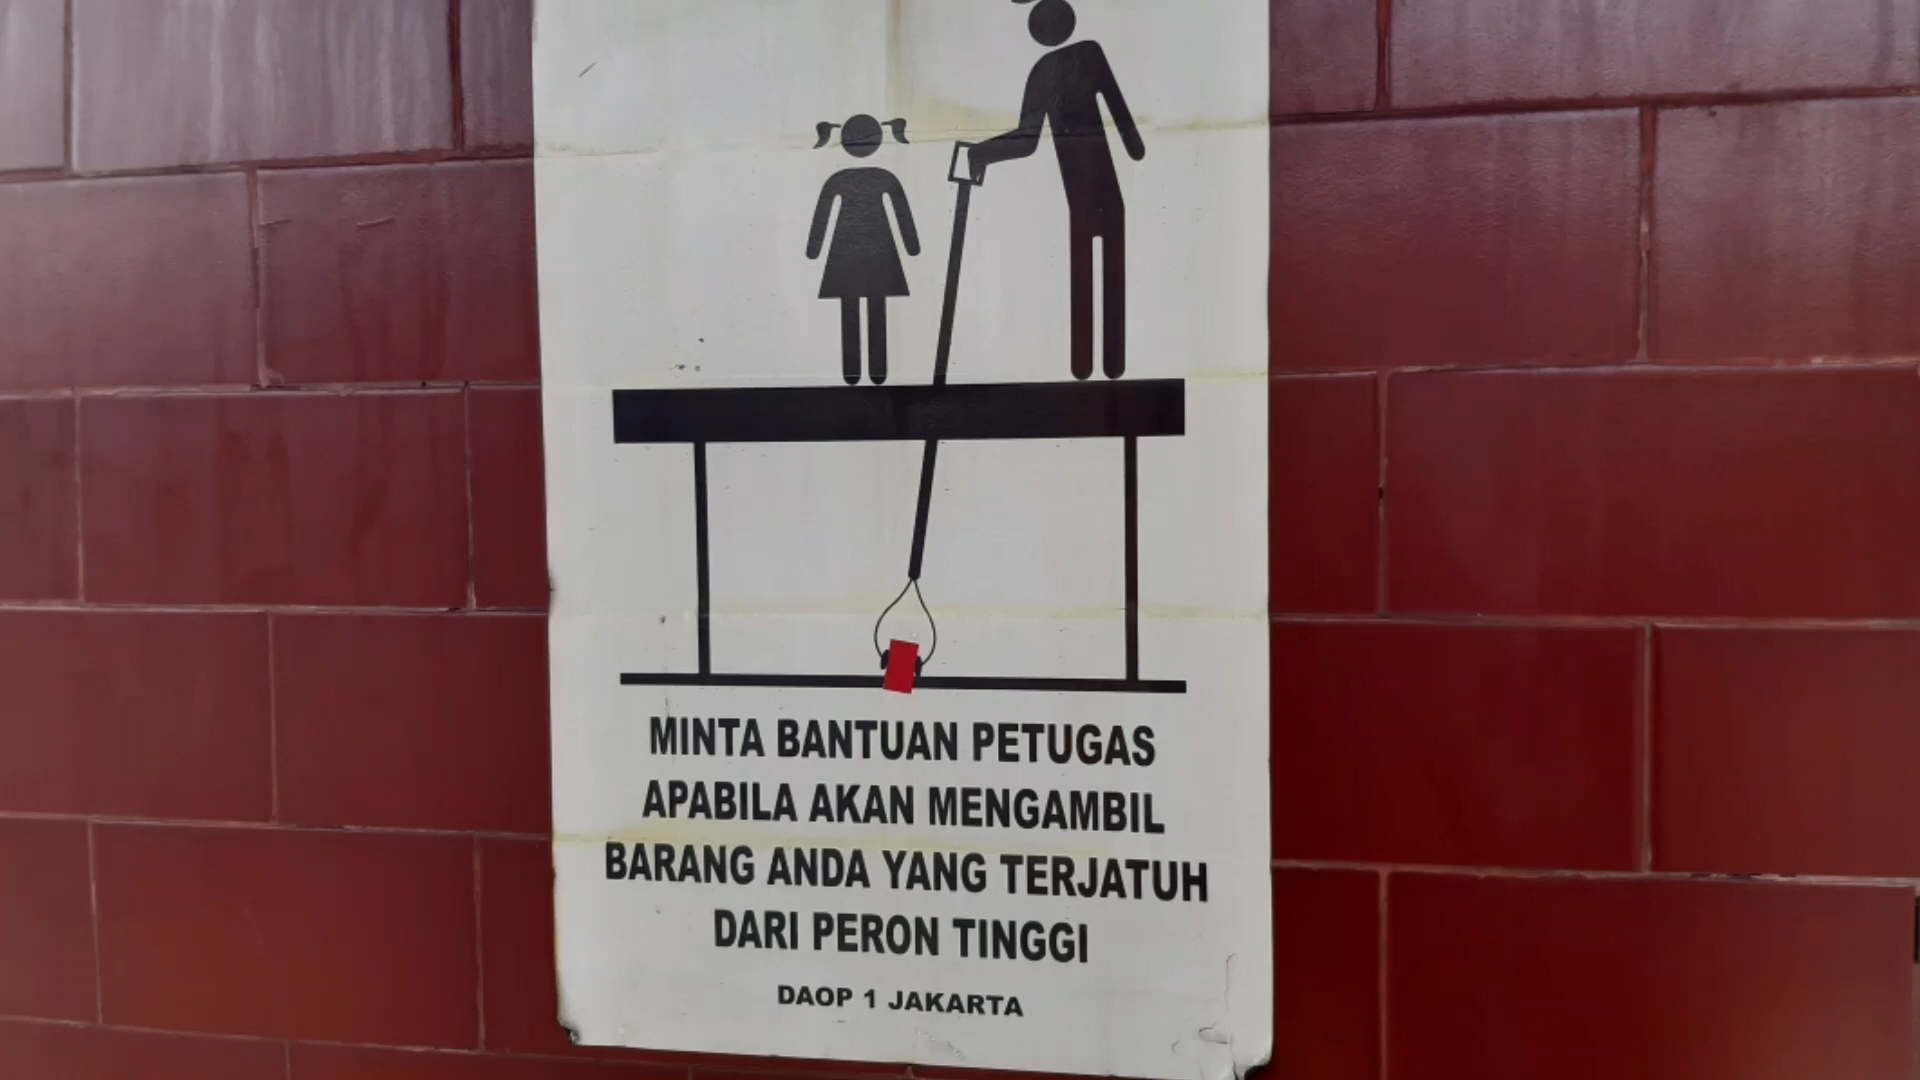 MINTA BANTUAN PETUGAS
APABILA AKAN MENGAMBIL
BARANG ANDA YANG TERJATUH
DARI PERON TINGGI
DAOP 1 JAKARTA